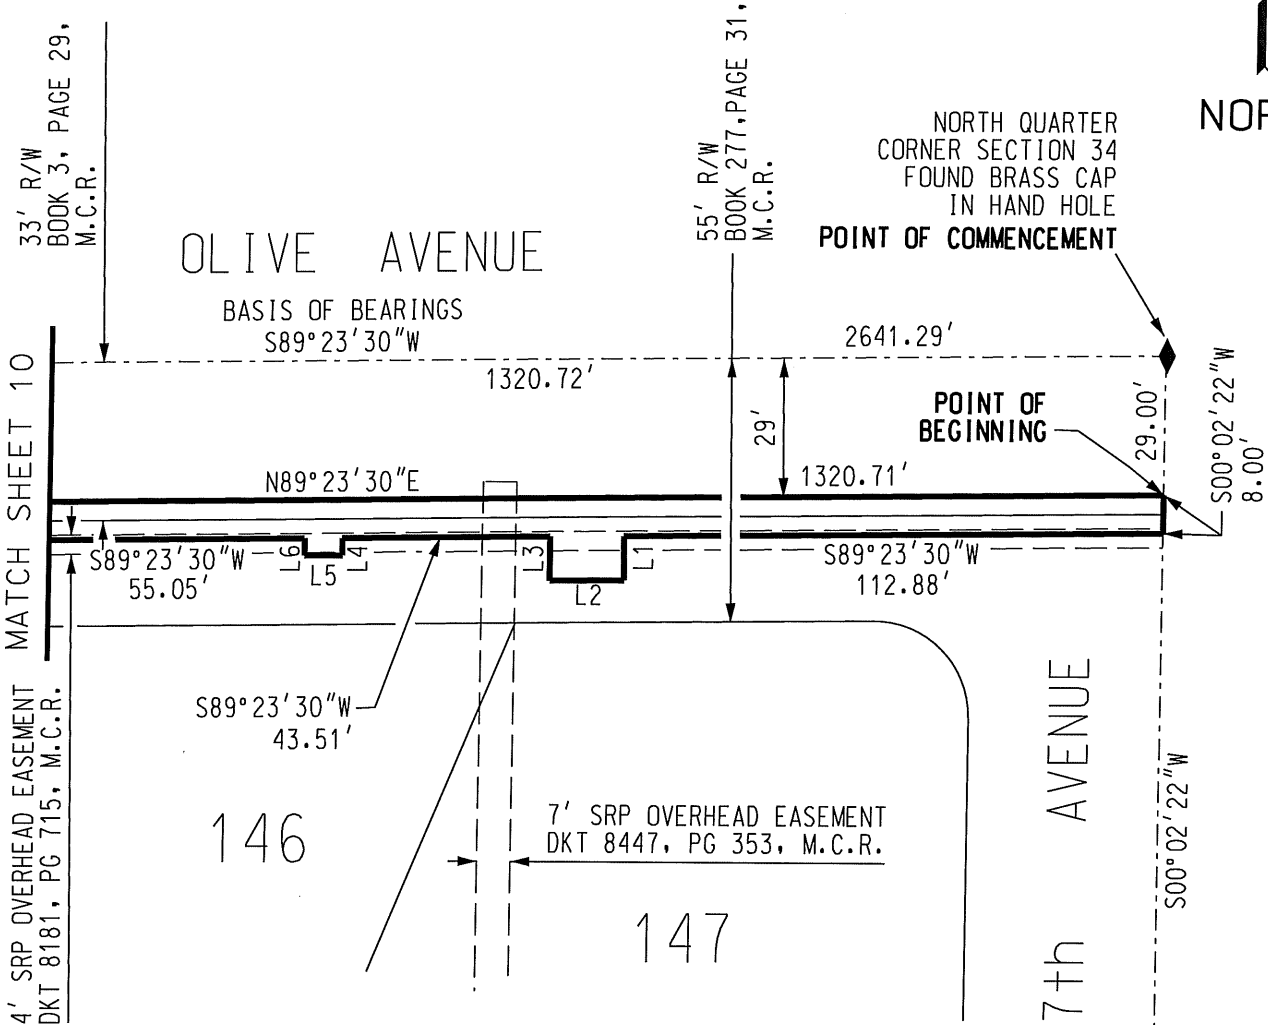 33' R/W
BOOK 3, PAGE 29,
M.C.R.
55' R/W
BOOK 277,PAGE 31,
M.C.R.
NORTH QUARTER
CORNER SECTION 34
FOUND BRASS CAP
IN HAND HOLE
POINT OF COMMENCEMENT
OLIVE AVENUE
BASIS OF BEARINGS
S89°23'30"W
2641.29'
1320.72'
29'
POINT OF
BEGINNING
29.00'
S00°02'22"W
8.00'
MATCH SHEET 10
N89°23'30"E
1320.71'
S89°23'30"W
55.05'
L6
L5
L4
L3
L2
L1
S89°23'30"W
112.88'
S89°23'30"W
43.51'
4' SRP OVERHEAD EASEMENT
DKT 8181, PG 715, M.C.R.
146
7' SRP OVERHEAD EASEMENT
DKT 8447, PG 353, M.C.R.
147
7th AVENUE
S00°02'22"W